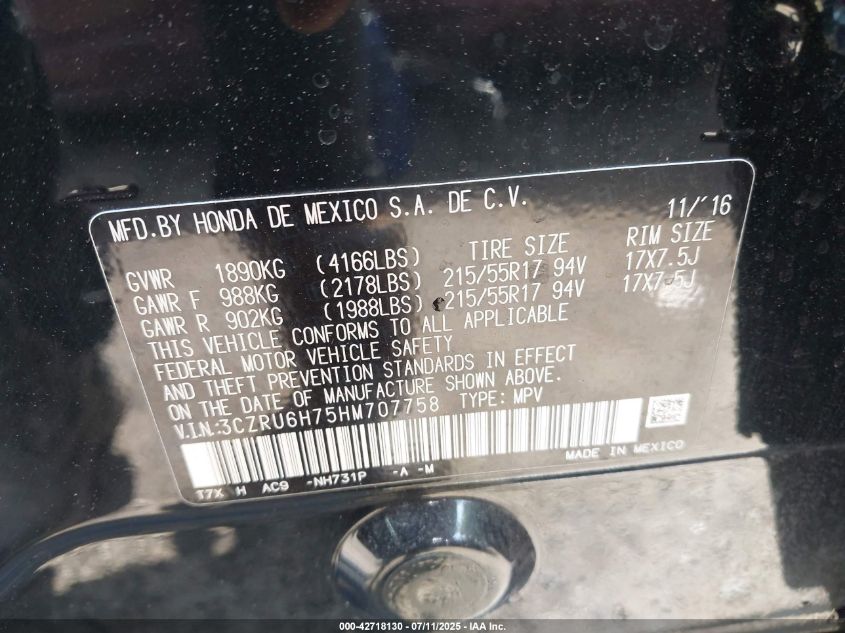 MFD.BY HONDA DE MEXICO S.A. DE C.V. 11/'16
TIRE SIZE RIM SIZE
GVWR 1890KG (4166LBS)
GAWR F 988KG (2178LBS) 215/55R17 94V 17X7.5J
GAWR R 902KG (1988LBS) 215/55R17 94V 17X7.5J
THIS VEHICLE CONFORMS TO ALL APPLICABLE
FEDERAL MOTOR VEHICLE SAFETY
AND THEFT PREVENTION STANDARDS IN EFFECT
ON THE DATE OF MANUFACTURE SHOWN ABOVE.
V.I.N:3CZRU6H75HM707758 TYPE: MPV
MADE IN MEXICO
T7X H AC9 -NH731P -A -M
000-42718130 - 07/11/2025 - IAA Inc.